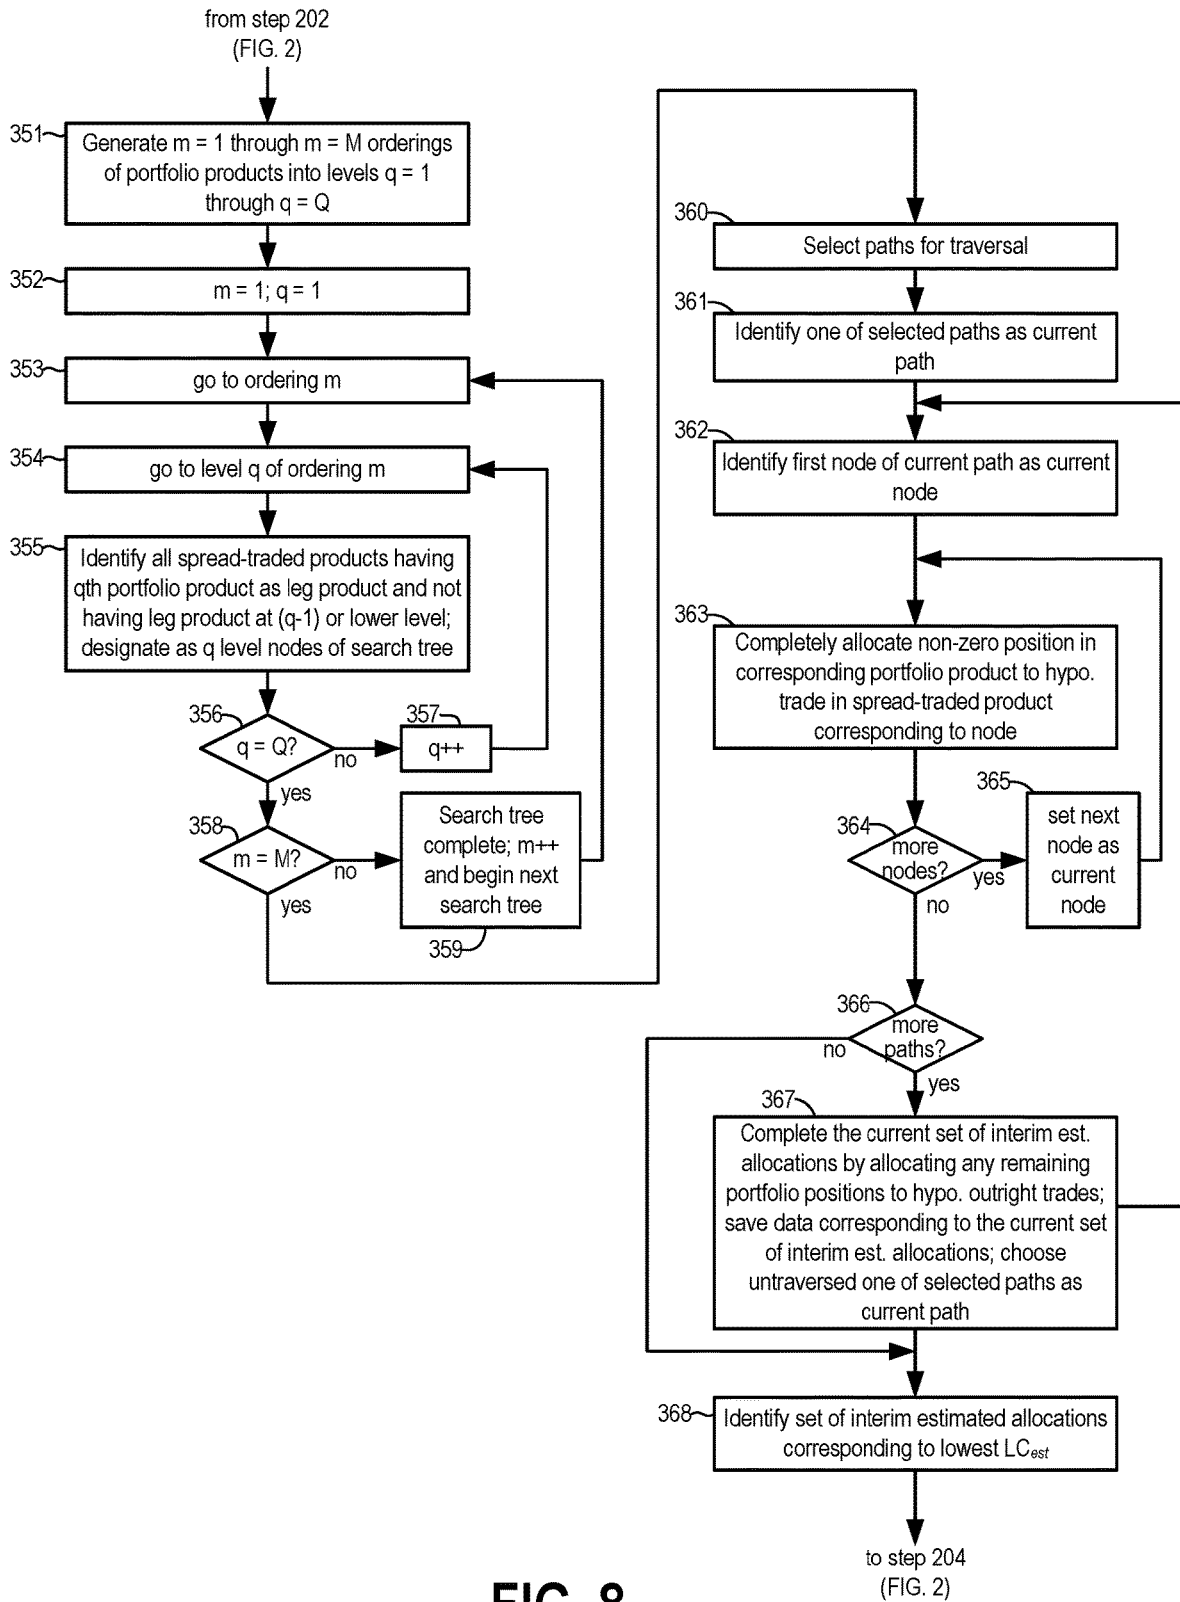 from step 202
(FIG. 2)
351
Generate m = 1 through m = M orderings
of portfolio products into levels q = 1
through q = Q
352
m = 1; q = 1
353
go to ordering m
354
go to level q of ordering m
355
Identify all spread-traded products having
qth portfolio product as leg product and not
having leg product at (q-1) or lower level;
designate as q level nodes of search tree
356
q = Q?
no
yes
357
q++
358
m = M?
no
yes
Search tree
complete; m++
and begin next
search tree
359
360
Select paths for traversal
361
Identify one of selected paths as current
path
362
Identify first node of current path as current
node
363
Completely allocate non-zero position in
corresponding portfolio product to hypo.
trade in spread-traded product
corresponding to node
364
more
nodes?
yes
no
365
set next
node as
current
node
366
more
paths?
no
yes
367
Complete the current set of interim est.
allocations by allocating any remaining
portfolio positions to hypo. outright trades;
save data corresponding to the current set
of interim est. allocations; choose
untraversed one of selected paths as
current path
368
Identify set of interim estimated allocations
corresponding to lowest LCest
to step 204
(FIG. 2)
FIG. 8